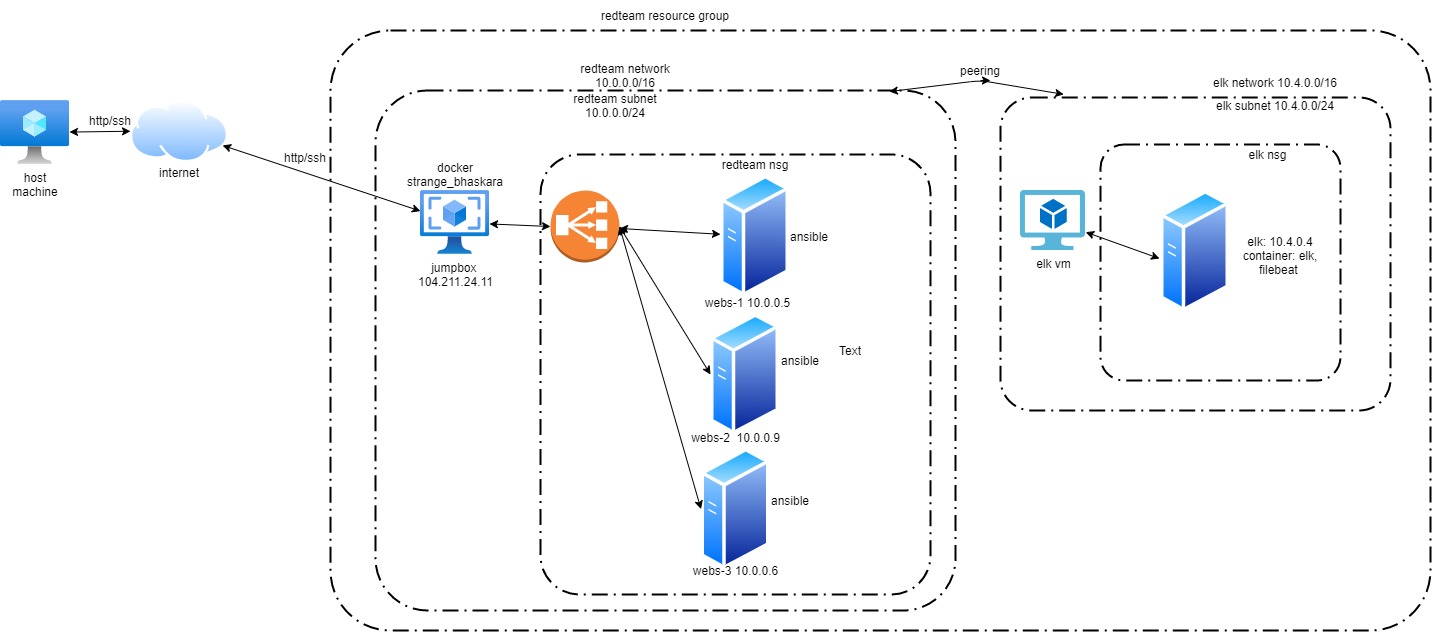 redteam resource group
host
machine
http/ssh
internet
http/ssh
redteam network
10.0.0.0/16
redteam subnet
10.0.0.0/24
docker
strange_bhaskara
jumpbox
104.211.24.11
redteam nsg
ansible
webs-1 10.0.0.5
ansible
Text
webs-2 10.0.0.9
ansible
webs-3 10.0.0.6
peering
elk network 10.4.0.0/16
elk subnet 10.4.0.0/24
elk nsg
elk vm
elk: 10.4.0.4
container: elk,
filebeat